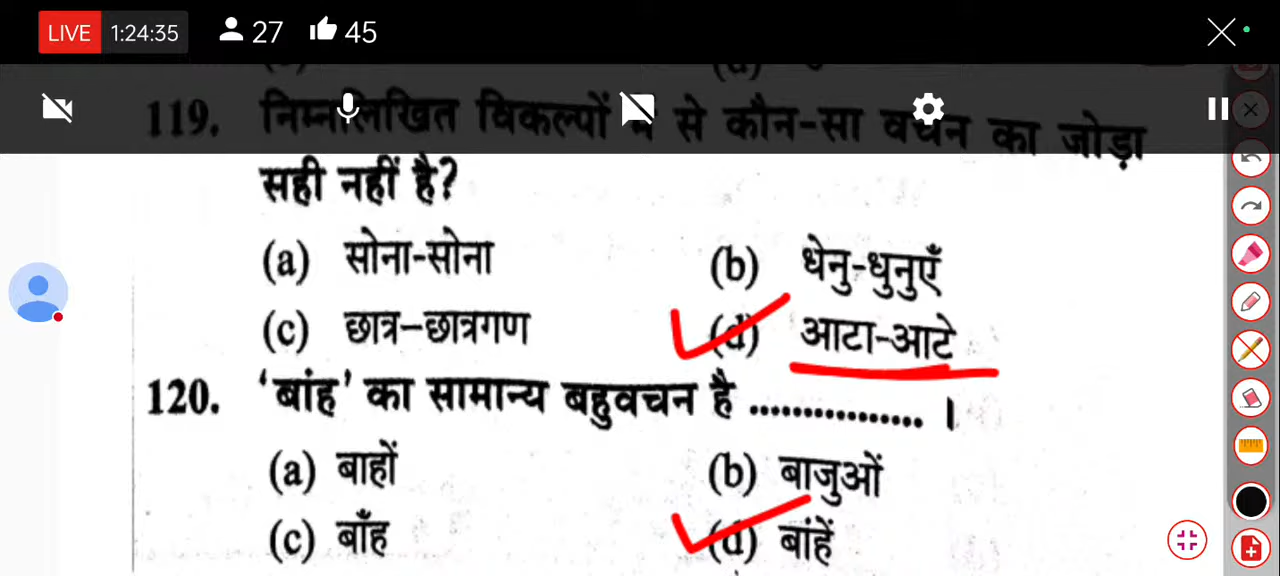 LIVE 1:24:35 27 45
119. निम्नलिखित विकल्पों में से कौन-सा वचन का जोड़ा
सही नहीं है?
(a) सोना-सोना (b) धेनु-धुनुएँ
(c) छात्र-छात्रगण (d) आटा-आटे
120. 'बांह' का सामान्य बहुवचन है ................ ।
(a) बाहों (b) बाजुओं
(c) बाँह (d) बांहें